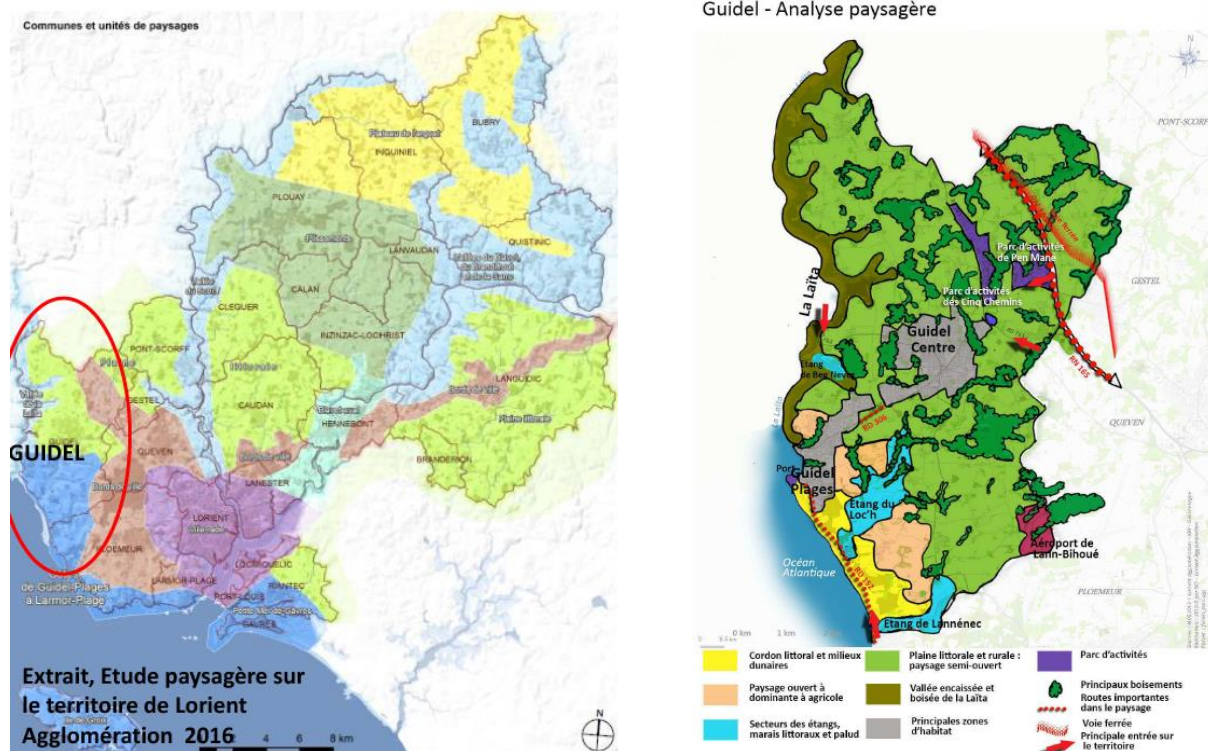 Communes et unités de paysages
BUBRY
INGUINIEL
PLOUAY
QUISTINIC
LANVAUDAN
CALAN
CLEGUER
INZINZAC-LOCHRIST
PONT-SCORFF
LANGUIDIC
GESTEL
CAUDAN
HENNEBONT
Plaine littorale
GUIDEL
QUEVEN
BRANDERION
LANESTER
LORIENT
PLOEMEUR
LOCMIQUELIC
LARMOR-PLAGE
PORT-LOUIS
RIANTEC
GAVRES
de Guidel-Plages
à Larmor-Plage
Extrait, Etude paysagère sur
le territoire de Lorient
Agglomération 2016
Ile de Groix
4
6
8 km
N
Guidel - Analyse paysagère
N
PONT-SCORFF
Parc d'activités
de Pen Mane
GESTEL
Parc d'activités
des Cinq Chemins
La Laïta
Guidel
Centre
RN 165
Etang
de Beg Nevez
La Laïta
QUEVEN
RD 306
Port
Guidel
Plages
Etang du
Loc'h
Aéroport de
Lann-Bihoué
Océan
Atlantique
RD 152
PLOEMEUR
Etang de Lannénec
0 km
1 km
Cordon littoral et milieux
dunaires
Paysage ouvert à
dominante à agricole
Secteurs des étangs,
marais littoraux et palud
Plaine littorale et rurale :
paysage semi-ouvert
Vallée encaissée et
boisée de la Laïta
Principales zones
d'habitat
Parc d'activités
Principaux boisements
Routes importantes
dans le paysage
Voie ferrée
Principale entrée sur
le territoire